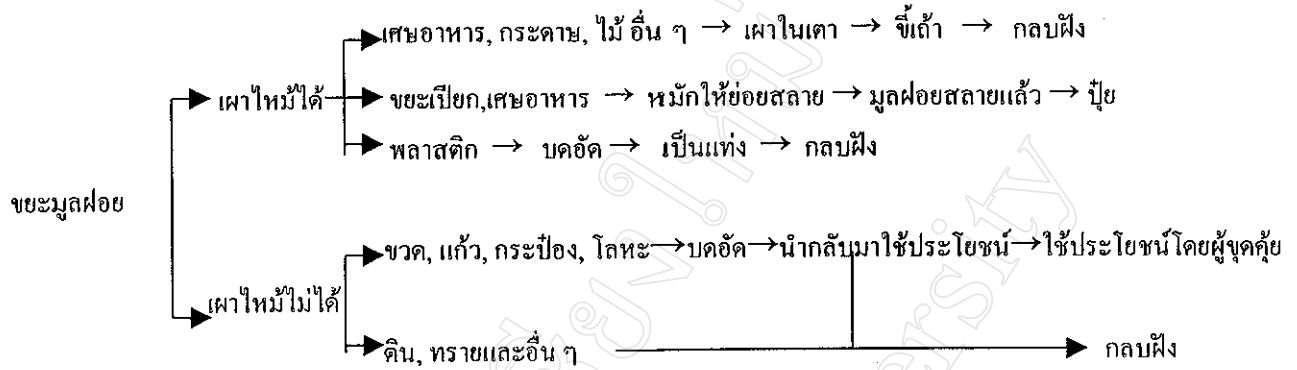 เศษอาหาร, กระดาษ, ไม้ อื่น ๆ → เผาในเตา → ขี้เถ้า → กลบฝัง
เผาไหม้ได้
ขยะเปียก,เศษอาหาร → หมักให้ย่อยสลาย → มูลฝอยสลายแล้ว → ปุ๋ย
พลาสติก → บดอัด → เป็นแท่ง → กลบฝัง
ขยะมูลฝอย
ขวด, แก้ว, กระป๋อง, โลหะ→บดอัด→นำกลับมาใช้ประโยชน์→ใช้ประโยชน์โดยผู้ขุดคุ้ย
เผาไหม้ไม่ได้
ดิน, ทรายและอื่น ๆ → กลบฝัง